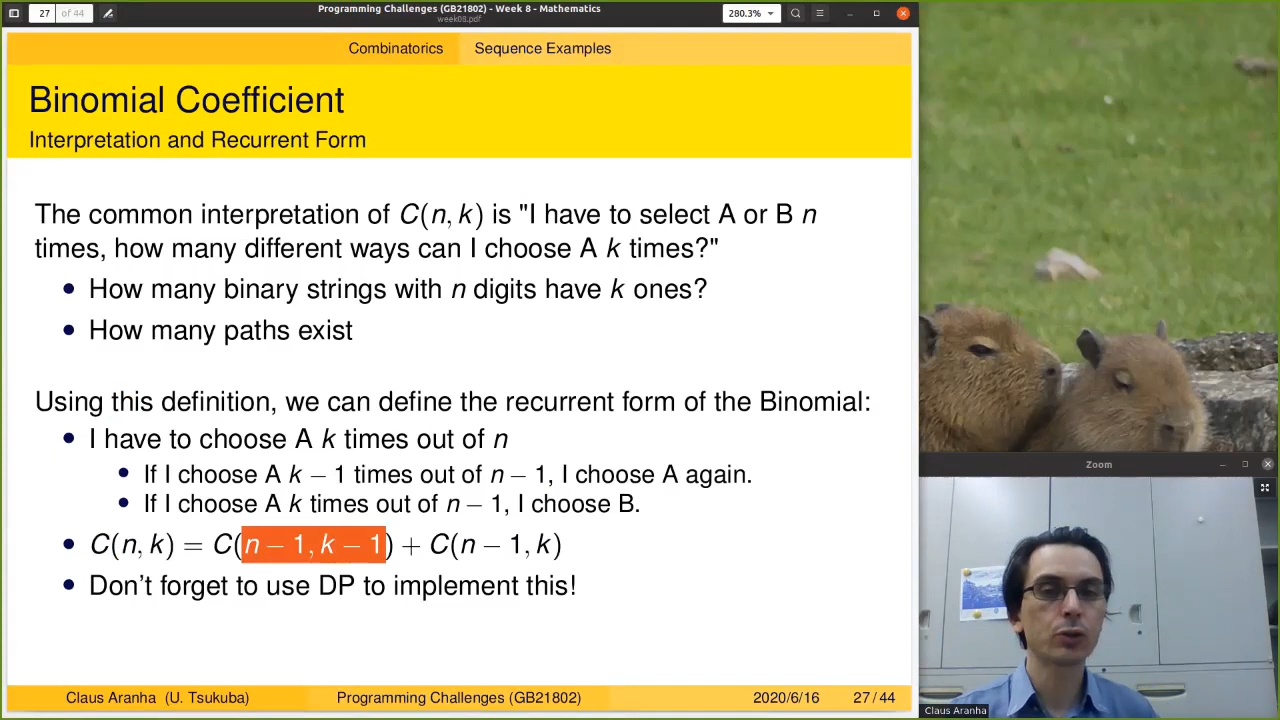 27 of 44
Programming Challenges (GB21802) - Week 8 - Mathematics
week08.pdf
280.3%
Combinatorics Sequence Examples
Binomial Coefficient
Interpretation and Recurrent Form
The common interpretation of C(n, k) is "I have to select A or B n
times, how many different ways can I choose A k times?"
• How many binary strings with n digits have k ones?
• How many paths exist
Using this definition, we can define the recurrent form of the Binomial:
• I have to choose A k times out of n
• If I choose A k − 1 times out of n − 1, I choose A again.
• If I choose A k times out of n − 1, I choose B.
• C(n, k) = C(n − 1, k − 1) + C(n − 1, k)
• Don't forget to use DP to implement this!
Claus Aranha (U. Tsukuba) Programming Challenges (GB21802) 2020/6/16 27 / 44
Zoom
Claus Aranha